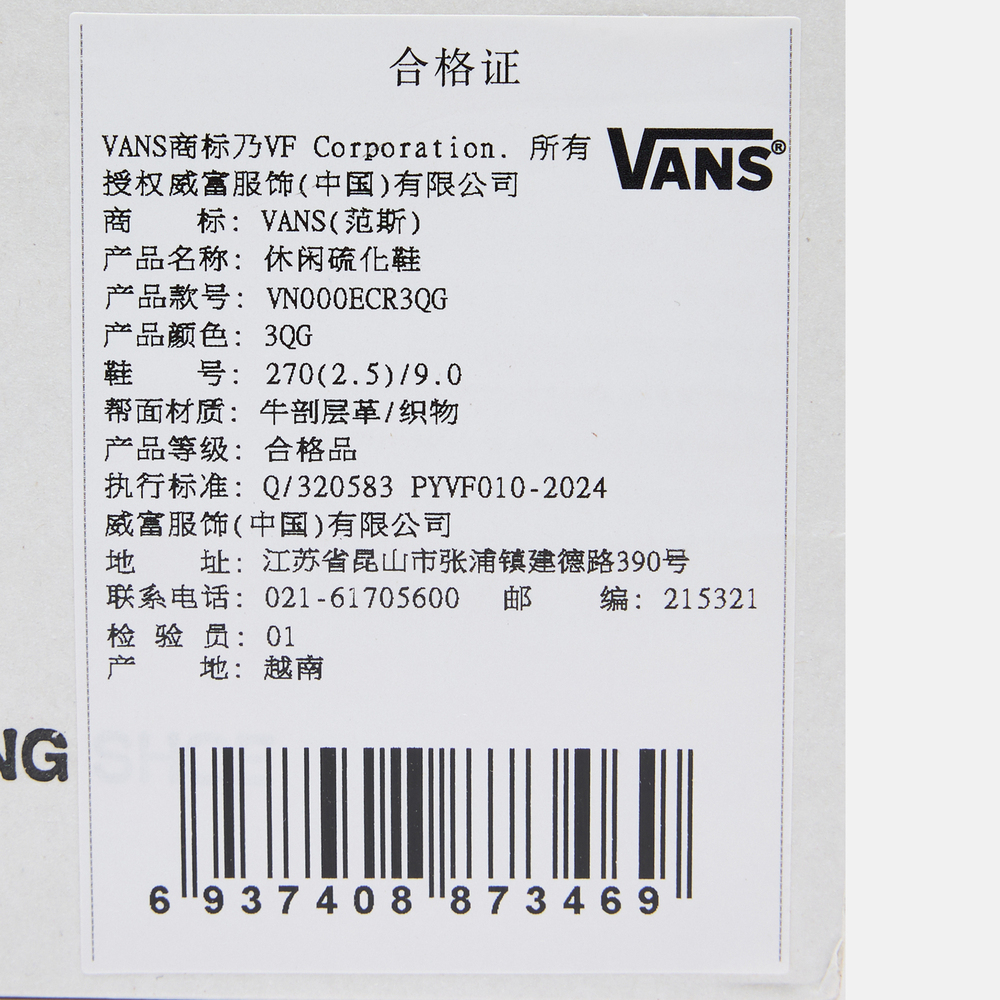 合格证
VANS商标乃VF Corporation. 所有
VANS®
授权威富服饰(中国)有限公司
商 标: VANS(范斯)
产品名称: 休闲硫化鞋
产品款号: VN000ECR3QG
产品颜色: 3QG
鞋 号: 270(2.5)/9.0
帮面材质: 牛剖层革/织物
产品等级: 合格品
执行标准: Q/320583 PYVF010-2024
威富服饰(中国)有限公司
地 址: 江苏省昆山市张浦镇建德路390号
联系电话: 021-61705600 邮 编: 215321
检 验 员: 01
产 地: 越南
NG
6 937408 873469